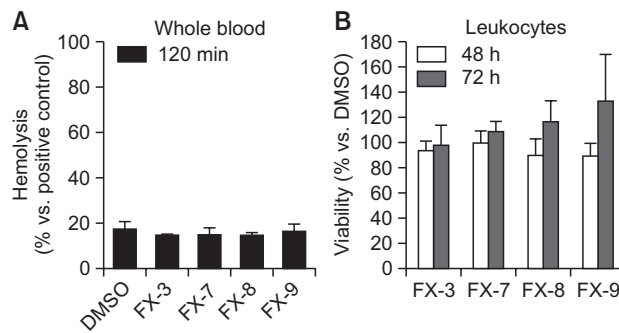 A
Whole blood
120 min
Hemolysis
(% vs. positive control)
100
80
60
40
20
0
DMSO
FX-3
FX-7
FX-8
FX-9
B
Leukocytes
48 h
72 h
Viability (% vs. DMSO)
180
160
140
120
100
80
60
40
20
0
FX-3 FX-7 FX-8 FX-9